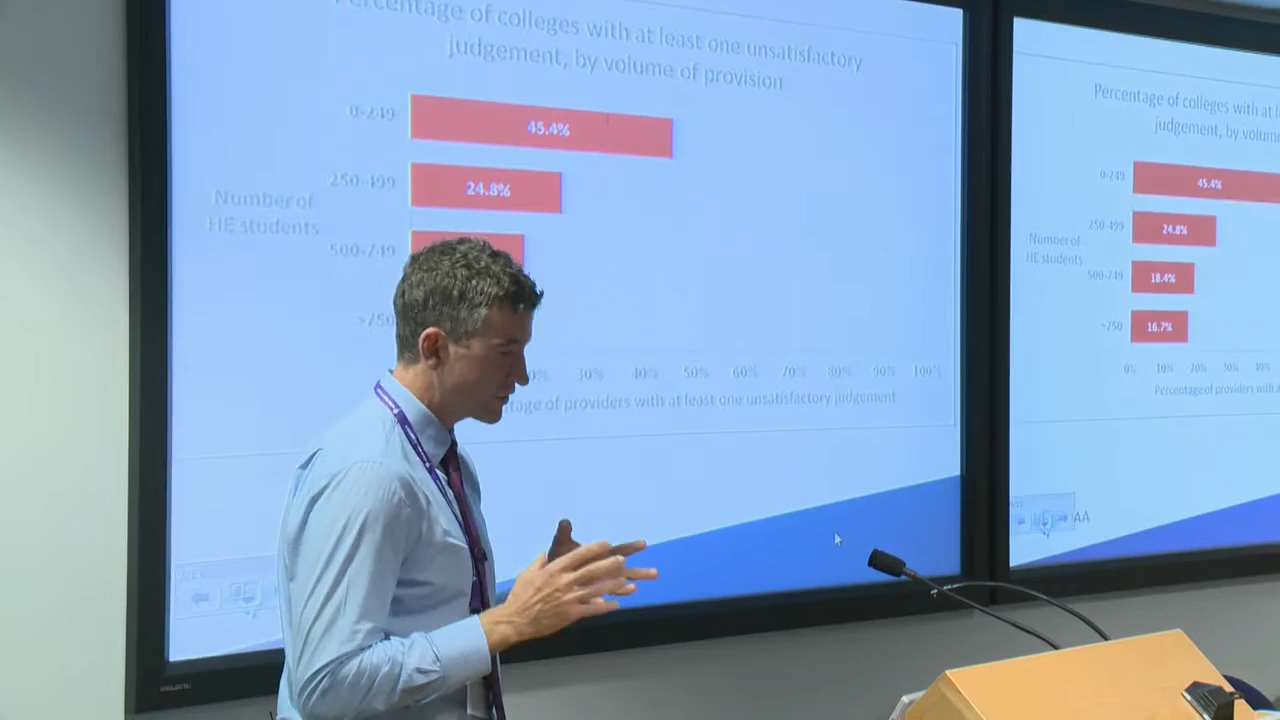 Percentage of colleges with at least one unsatisfactory
judgement, by volume of provision
0-249
45.4%
250-499
24.8%
Number of
HE students
500-749
>750
30%
40%
50%
60%
70%
80%
90%
100%
of providers with at least one unsatisfactory judgement
Percentage of colleges with at
judgement, by
0-249
45.4%
250-499
24.8%
Number of
HE students
500-749
18.4%
>750
16.7%
0%
10%
20%
30%
40%
Percentage of providers with